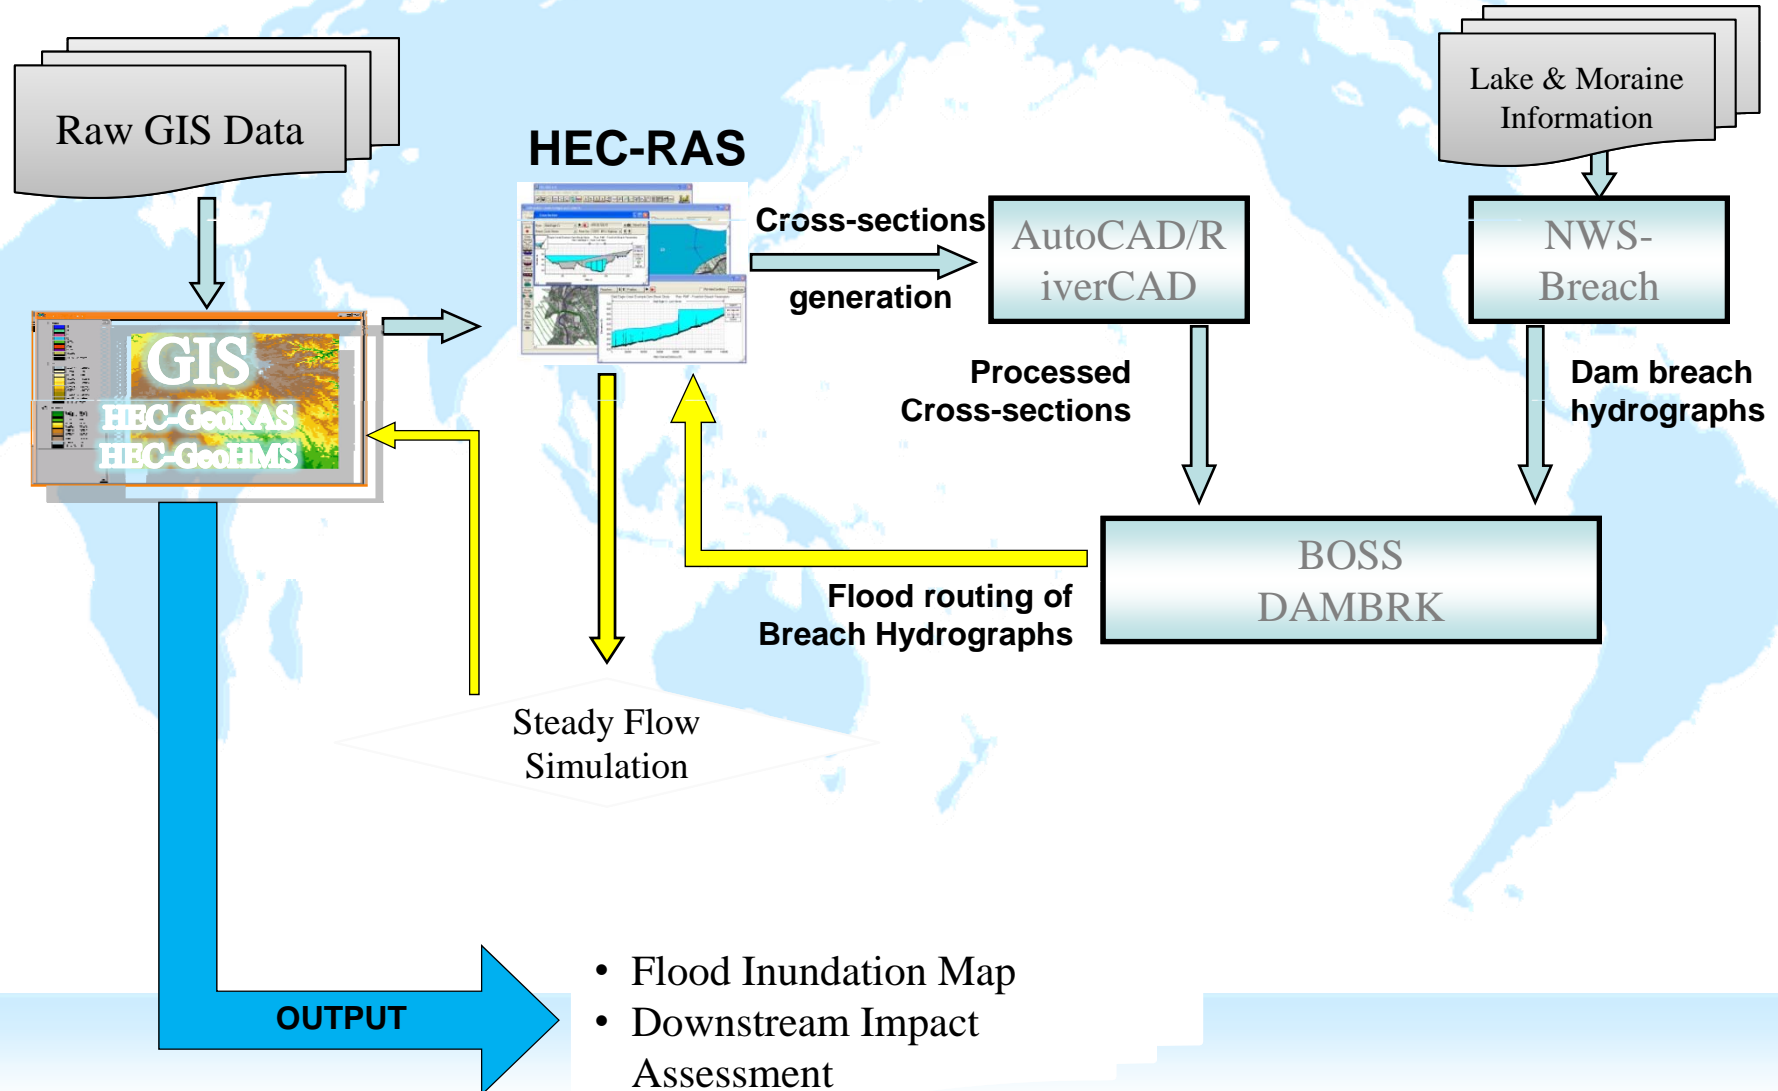 Raw GIS Data
Lake & Moraine
Information
HEC-RAS
Cross-sections
generation
AutoCAD/R
iverCAD
NWS-
Breach
GIS
HEC-GeoRAS
HEC-GeoHMS
Processed
Cross-sections
Dam breach
hydrographs
BOSS
DAMBRK
Flood routing of
Breach Hydrographs
Steady Flow
Simulation
OUTPUT
• Flood Inundation Map
• Downstream Impact
Assessment